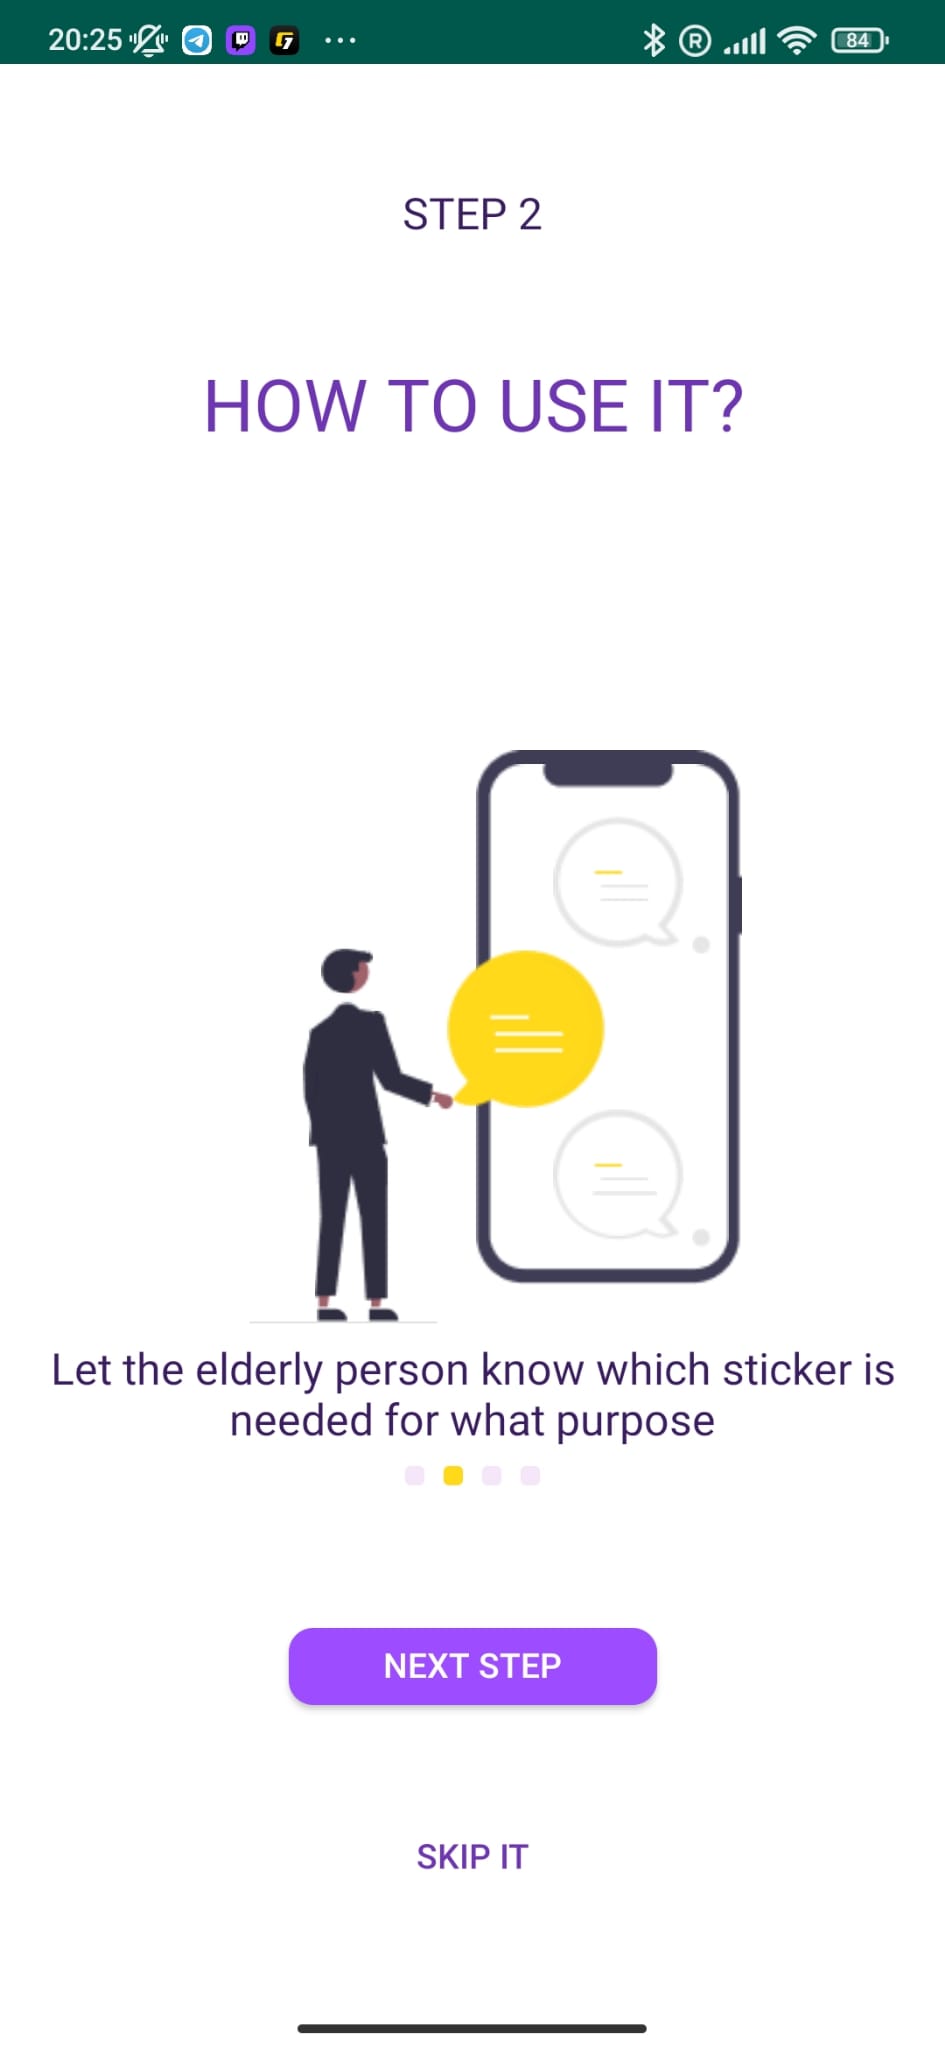 20:25
84
STEP 2
HOW TO USE IT?
Let the elderly person know which sticker is
needed for what purpose
NEXT STEP
SKIP IT